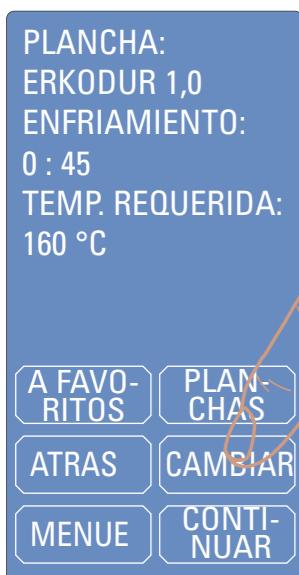 PLANCHA:
ERKODUR 1,0
ENFRIAMIENTO:
0 : 45
TEMP. REQUERIDA:
160 °C
A FAVO-
RITOS
PLAN-
CHAS
ATRAS
CAMBIAR
MENUE
CONTI-
NUAR